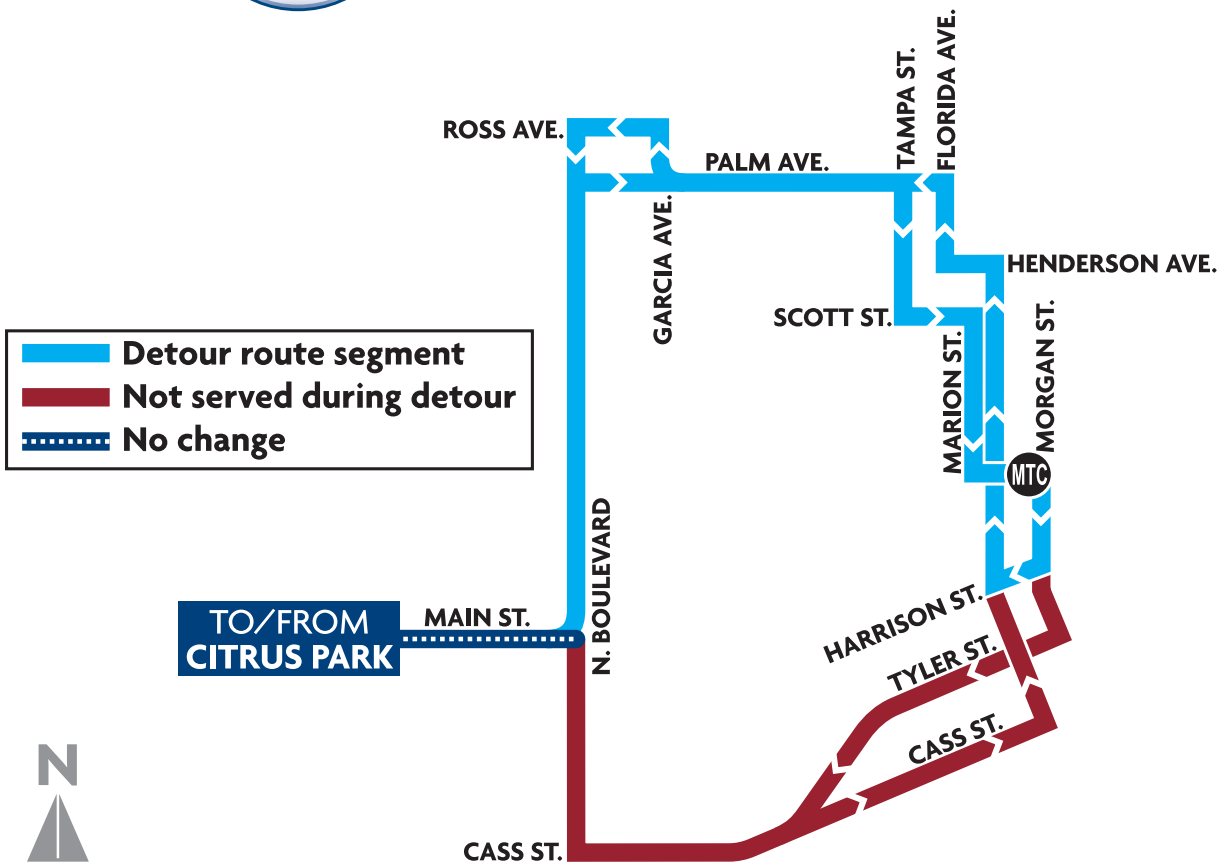 TAMPA ST.
FLORIDA AVE.
ROSS AVE.
PALM AVE.
GARCIA AVE.
HENDERSON AVE.
SCOTT ST.
MARION ST.
MORGAN ST.
MTC
Detour route segment
Not served during detour
No change
N. BOULEVARD
MAIN ST.
TO/FROM
CITRUS PARK
HARRISON ST.
TYLER ST.
CASS ST.
N
CASS ST.